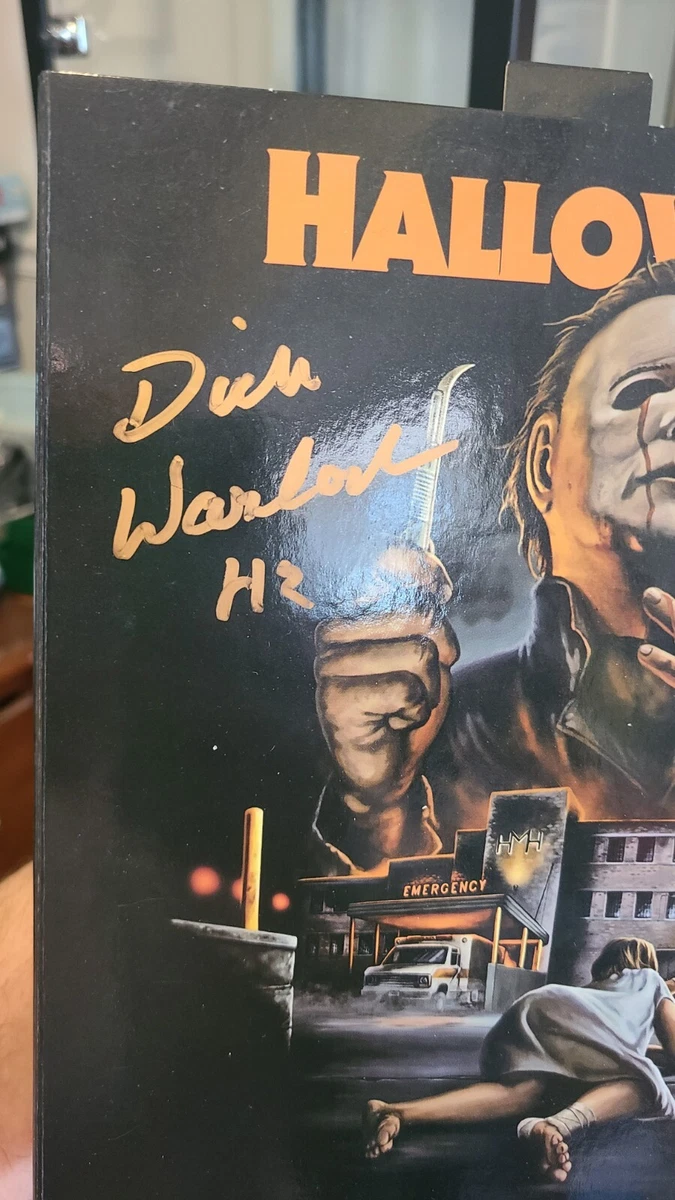 HALLOW
Dick
Warlock
H2
HMH
EMERGENCY